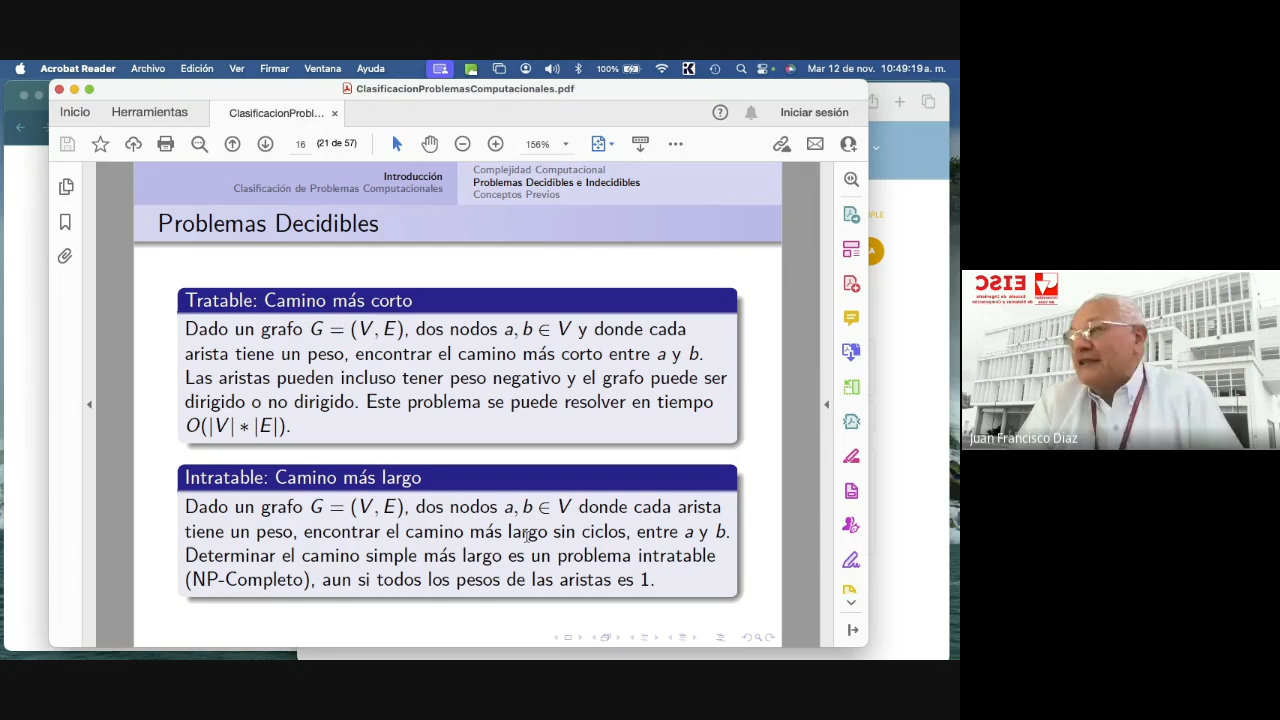 Acrobat Reader Archivo Edición Ver Firmar Ventana Ayuda 100% Mar 12 de nov. 10:49:19 a. m.
ClasificacionProblemasComputacionales.pdf
Inicio Herramientas ClasificacionProbl... × Iniciar sesión
16 (21 de 57) 156%
Introducción
Clasificación de Problemas Computacionales
Complejidad Computacional
Problemas Decidibles e Indecidibles
Conceptos Previos
Problemas Decidibles
Tratable: Camino más corto
Dado un grafo G = (V, E), dos nodos a, b ∈ V y donde cada
arista tiene un peso, encontrar el camino más corto entre a y b.
Las aristas pueden incluso tener peso negativo y el grafo puede ser
dirigido o no dirigido. Este problema se puede resolver en tiempo
O(|V| ∗ |E|).
Intratable: Camino más largo
Dado un grafo G = (V, E), dos nodos a, b ∈ V donde cada arista
tiene un peso, encontrar el camino más largo sin ciclos, entre a y b.
Determinar el camino simple más largo es un problema intratable
(NP-Completo), aun si todos los pesos de las aristas es 1.
EISC
Juan Francisco Diaz